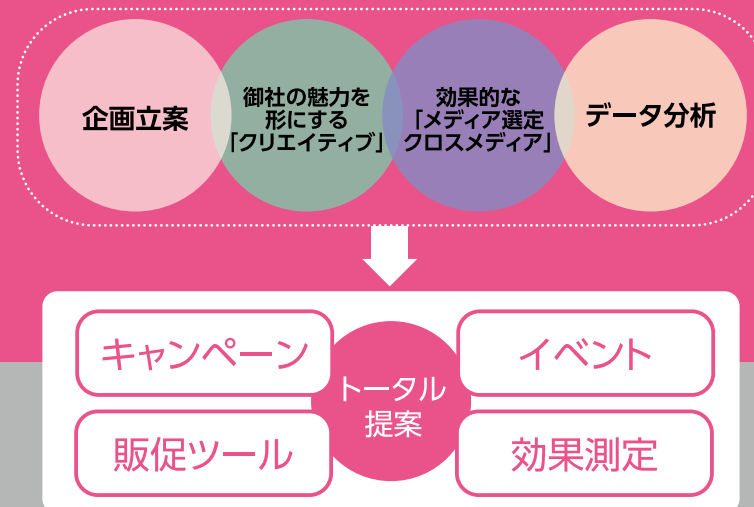 企画立案
御社の魅力を
形にする
「クリエイティブ」
効果的な
「メディア選定
クロスメディア」
データ分析
キャンペーン
イベント
トータル
提案
販促ツール
効果測定